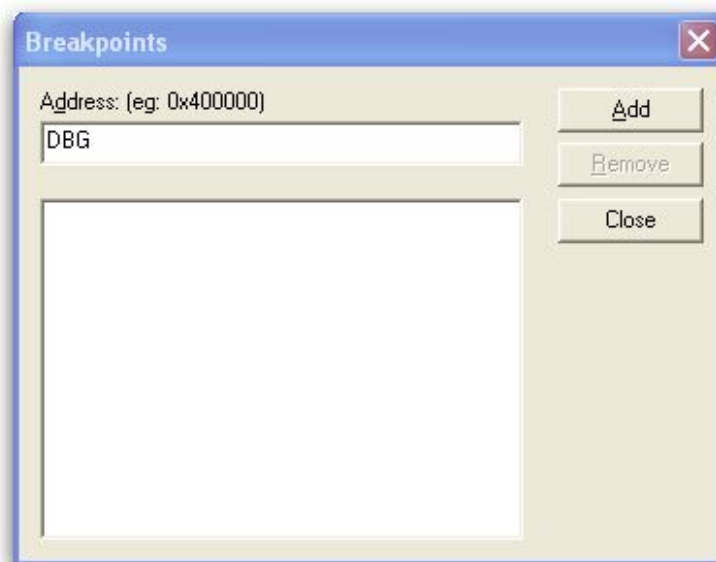 Breakpoints
Address: (eg: 0x400000)
DBG
Add
Remove
Close